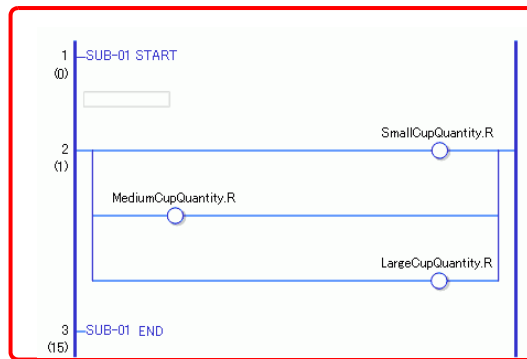 1 SUB-01 START
(0)
SmallCupQuantity.R
2
(1)
MediumCupQuantity.R
LargeCupQuantity.R
3 SUB-01 END
(15)